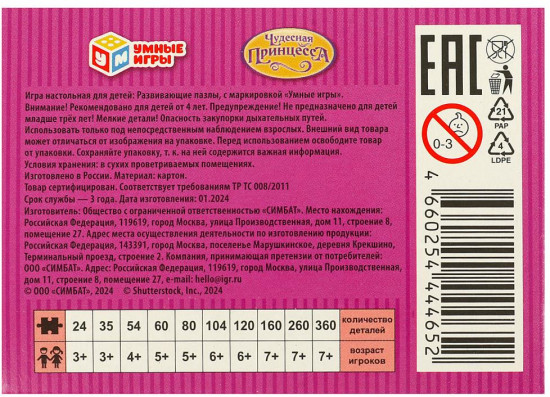 УМНЫЕ
ИГРЫ
УМ
Чудесная
Принцесса
Игра настольная для детей: Развивающие пазлы, с маркировкой «Умные игры».
Внимание! Рекомендовано для детей от 4 лет. Предупреждение! Не предназначено для детей
младше трёх лет! Мелкие детали! Опасность закупорки дыхательных путей.
Использовать только под непосредственным наблюдением взрослых. Внешний вид товара
может отличаться от изображения на упаковке. Перед использованием освободите товар
от упаковки. Сохраняйте упаковку, т. к. на ней содержится важная информация.
Условия хранения: в сухих проветриваемых помещениях.
Изготовлено в России. Материал: картон.
Товар сертифицирован. Соответствует требованиям ТР ТС 008/2011
Срок службы — 3 года. Дата изготовления: 01.2024
Изготовитель: Общество с ограниченной ответственностью «СИМБАТ». Место нахождения:
Российская Федерация, 119619, город Москва, улица Производственная, дом 11, строение 8,
помещение 27. Адрес места осуществления деятельности по изготовлению продукции:
Российская Федерация, 143391, город Москва, поселенье Марушкинское, деревня Крекшино,
Терминальный проезд, строение 2. Компания, принимающая претензии от потребителей:
ООО «СИМБАТ». Адрес: Российская Федерация, 119619, город Москва, улица Производственная,
дом 11, строение 8, помещение 27, e-mail: hello@igr.ru
© ООО «СИМБАТ», 2024 © Shutterstock, Inc., 2024
24 35 54 60 80 104 120 160 260 360 количество
деталей
3+ 3+ 4+ 5+ 5+ 6+ 6+ 6+ 7+ 7+ возраст
игроков
EAC
0-3
21
PAP
4
LDPE
4 660254 444652